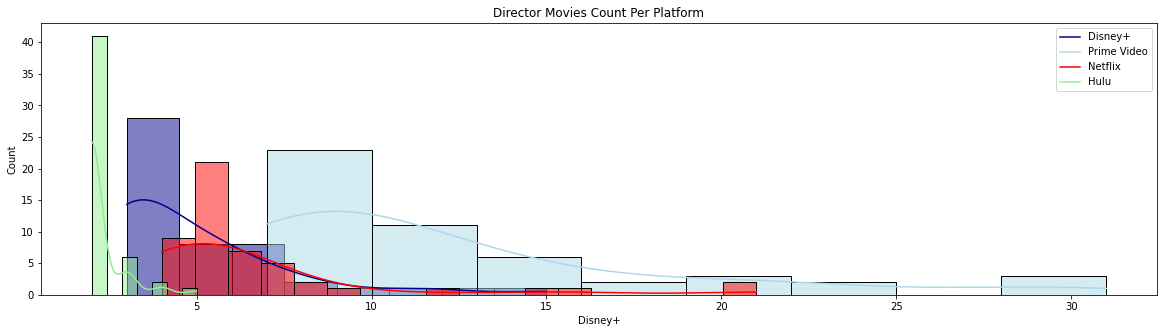 Director Movies Count Per Platform
Disney+
Prime Video
Netflix
Hulu
Count
40
35
30
25
20
15
10
5
0
5 10 15 20 25 30
Disney+